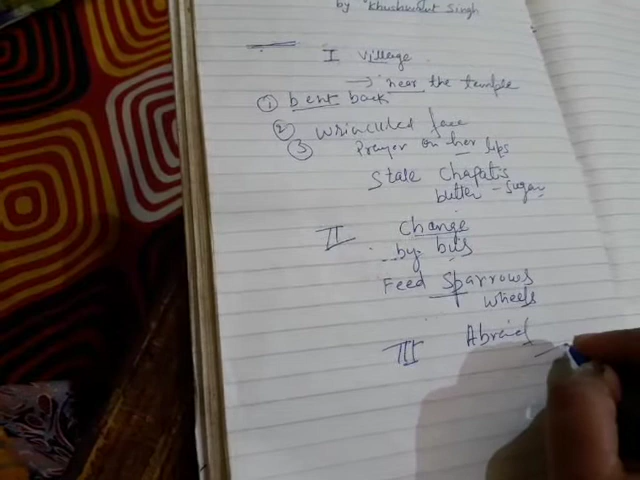 by Khushwant Singh
I Village
→ near the temple
① bent back
② wrinkled face
③ Prayer on her lips
Stale Chapatis
butter - Sugar
II Change
by bus
Feed Sparrows
wheels
III Abroad